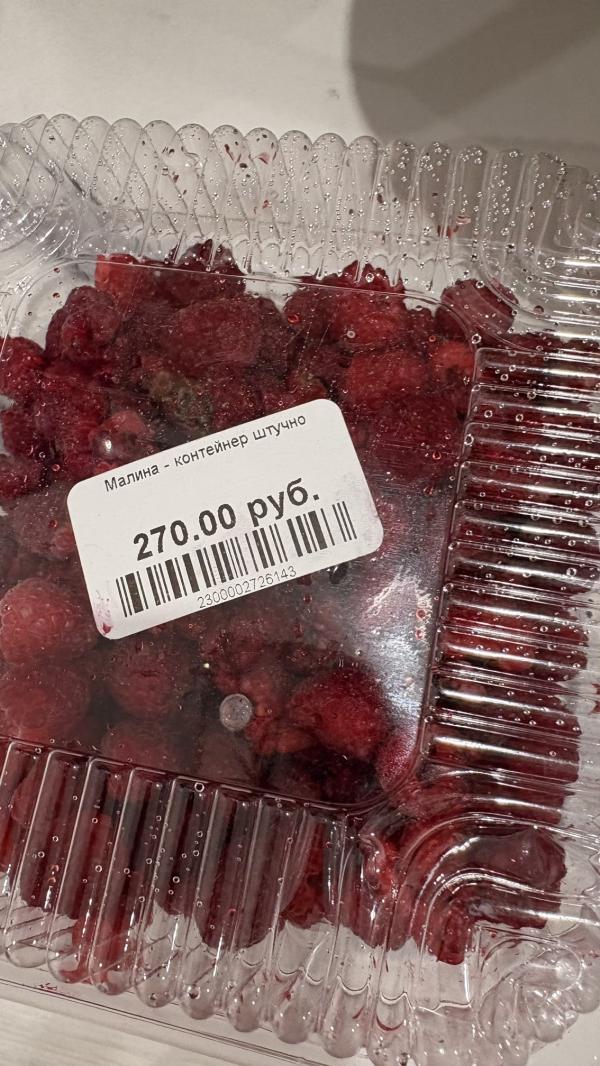 Малина - контейнер штучно
270.00 руб.
2300002726143